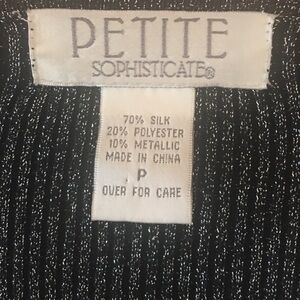 PETITE
SOPHISTICATE®
70% SILK
20% POLYESTER
10% METALLIC
MADE IN CHINA
P
OVER FOR CARE